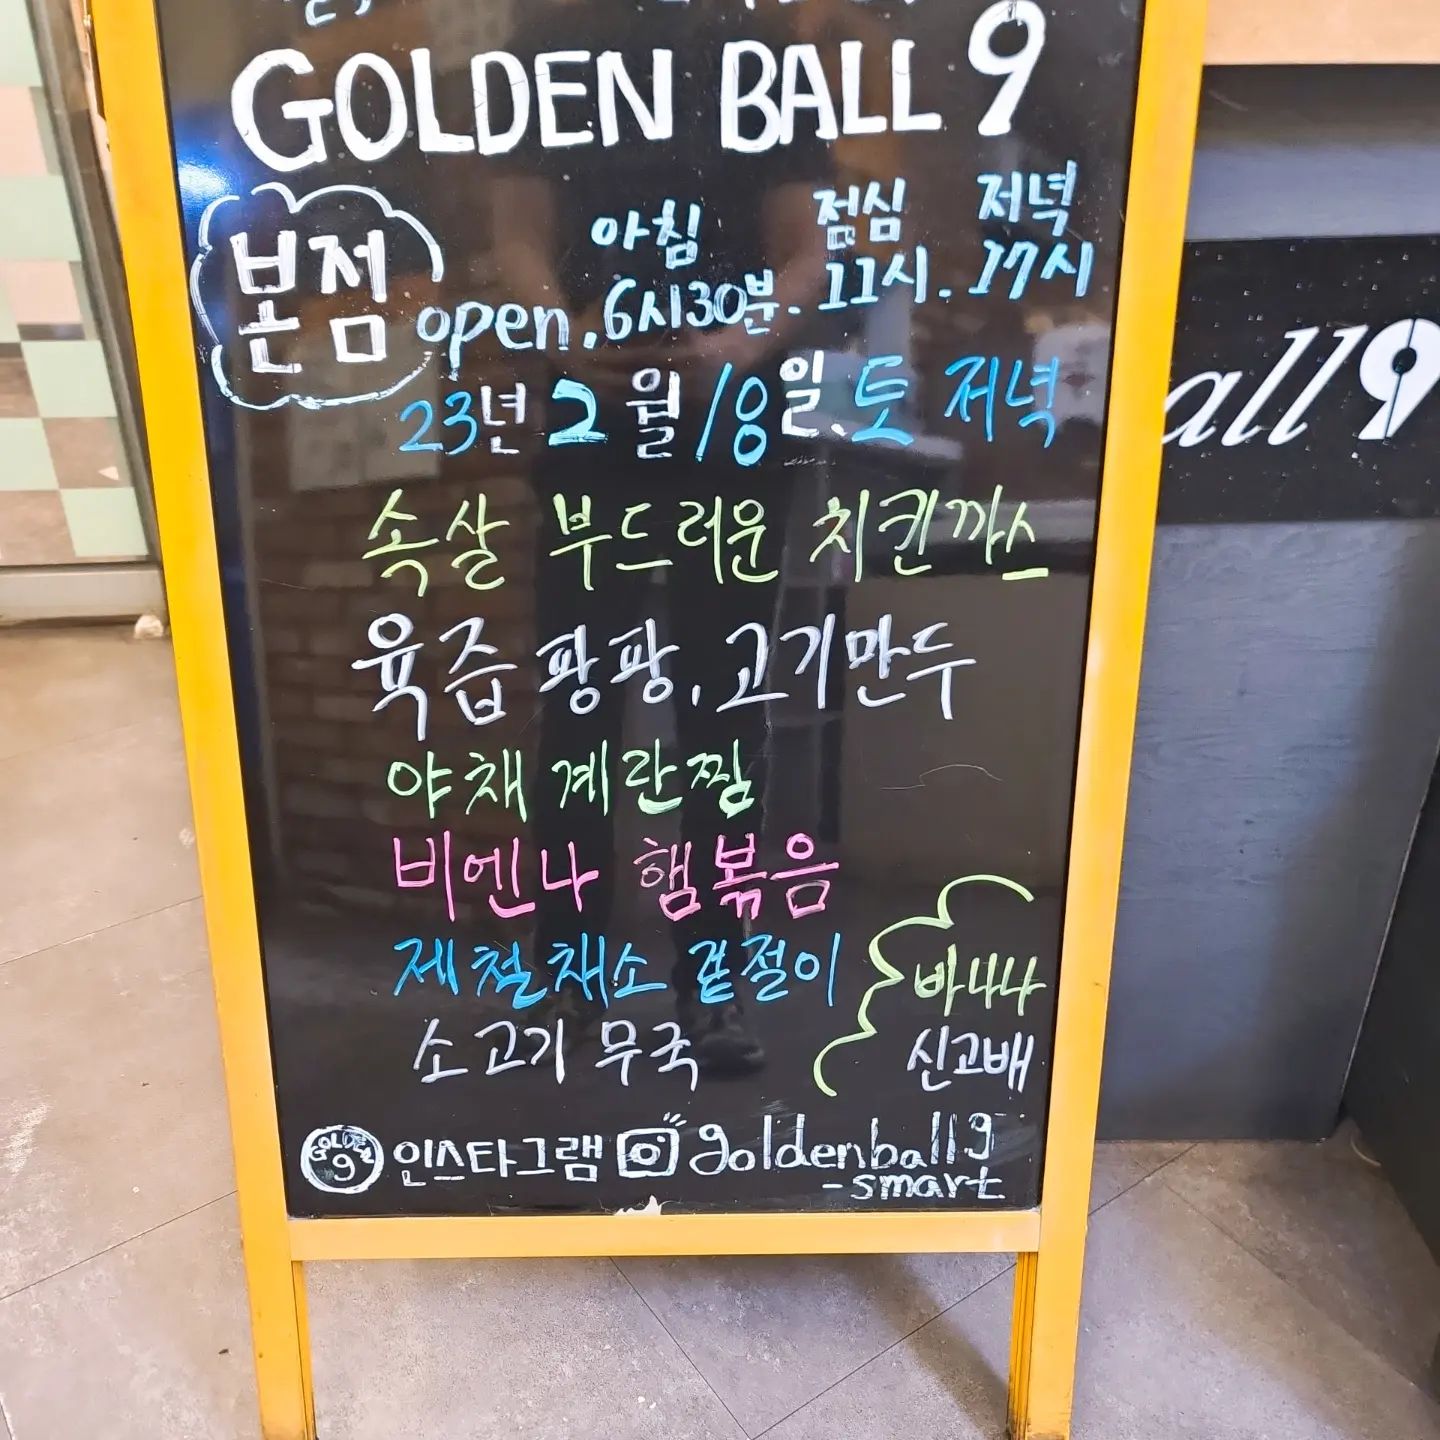 GOLDEN BALL 9
본점
아침 점심 저녁
open. 6시30분. 11시. 17시
23년 2월 18일. 토 저녁
속살 부드러운 치킨까스
육즙팡팡. 고기만두
야채 계란찜
비엔나 햄볶음
제철채소 겉절이
소고기 무국
바나나
신고배
GOLDEN 9
인스타그램 goldenball9
-smart
all9